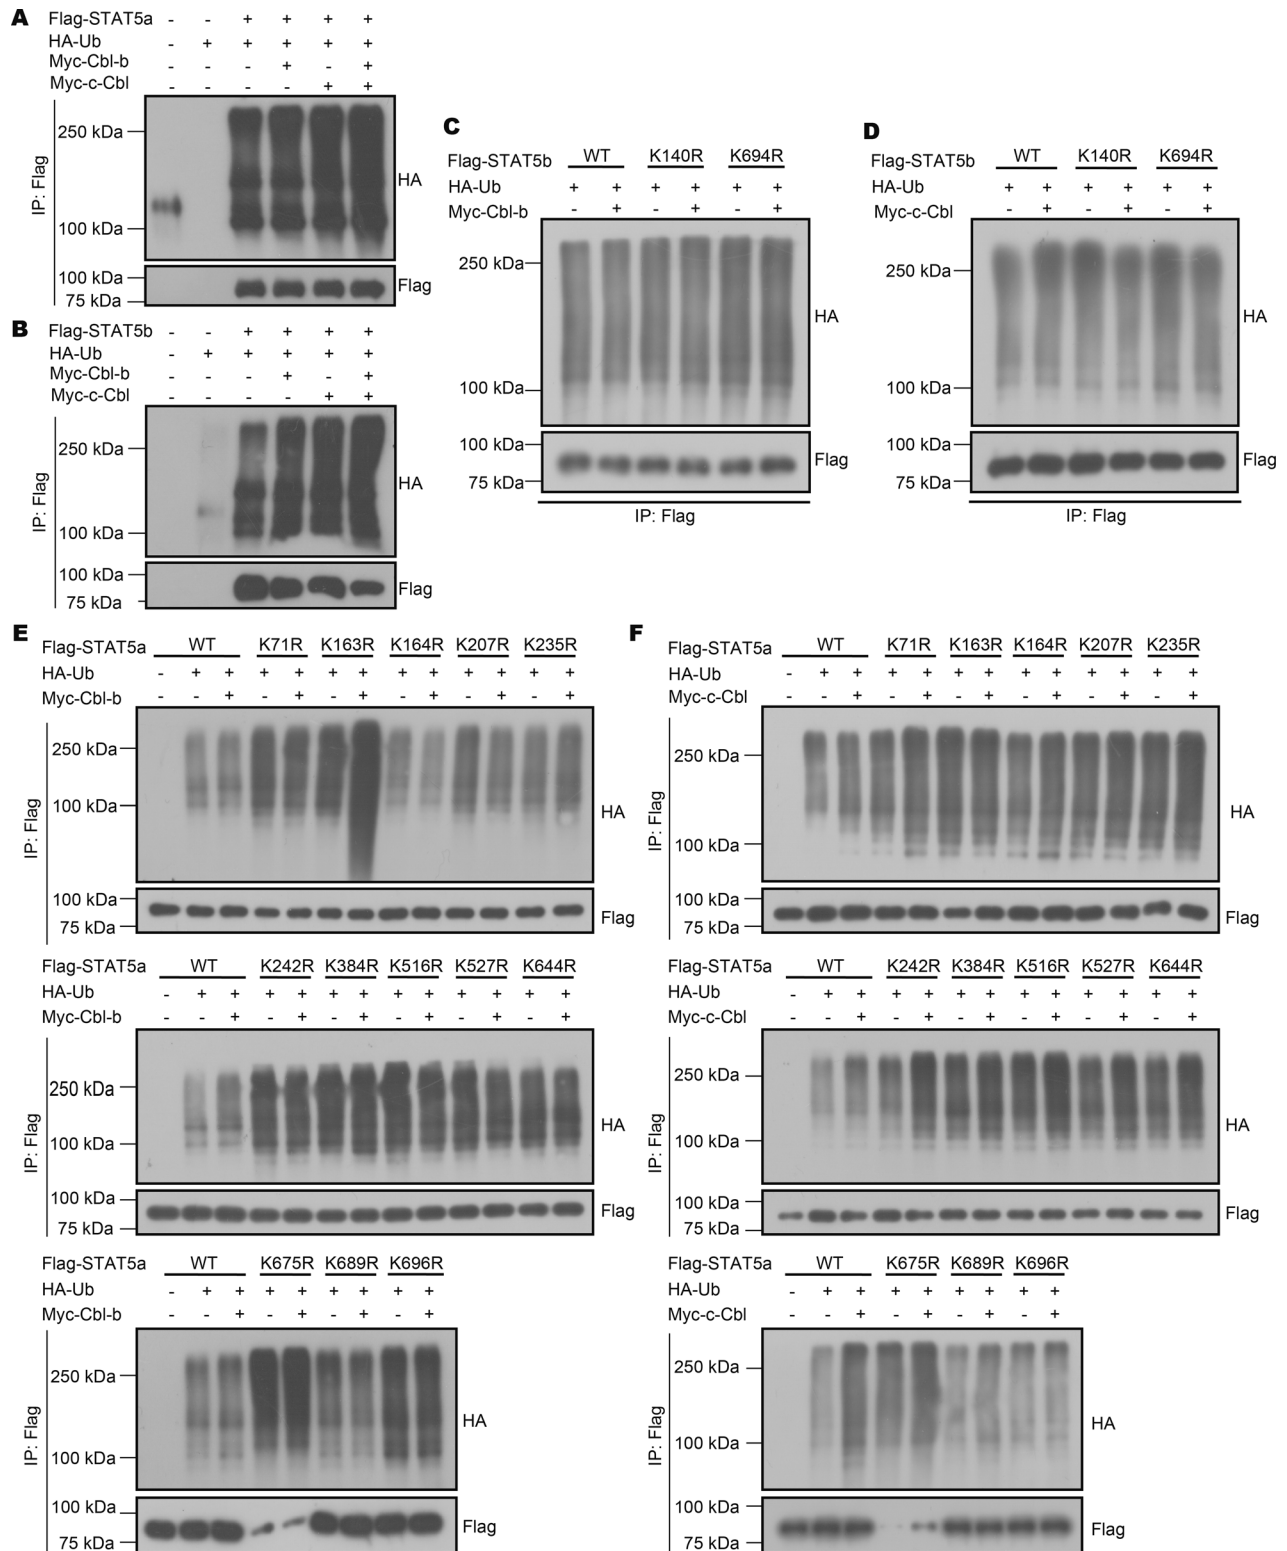 A
Flag-STAT5a - - + + + +
HA-Ub - + + + + +
Myc-Cbl-b - - - + - +
Myc-c-Cbl - - - - + +
IP: Flag
250 kDa
HA
100 kDa
100 kDa
Flag
75 kDa
B
Flag-STAT5b - - + + + +
HA-Ub - + + + + +
Myc-Cbl-b - - - + - +
Myc-c-Cbl - - - - + +
IP: Flag
250 kDa
HA
100 kDa
100 kDa
Flag
75 kDa
C
Flag-STAT5b WT K140R K694R
HA-Ub + + + + + +
Myc-Cbl-b - + - + - +
250 kDa
HA
100 kDa
100 kDa
Flag
75 kDa
IP: Flag
D
Flag-STAT5b WT K140R K694R
HA-Ub + + + + + +
Myc-c-Cbl - + - + - +
250 kDa
HA
100 kDa
100 kDa
Flag
75 kDa
IP: Flag
E
Flag-STAT5a WT K71R K163R K164R K207R K235R
HA-Ub - + + + + + + + + + + + +
Myc-Cbl-b - - + - + - + - + - + - +
IP: Flag
250 kDa
100 kDa
HA
100 kDa
Flag
75 kDa
Flag-STAT5a WT K242R K384R K516R K527R K644R
HA-Ub - + + + + + + + + + + + +
Myc-Cbl-b - - + - + - + - + - + - +
IP: Flag
250 kDa
HA
100 kDa
100 kDa
Flag
75 kDa
Flag-STAT5a WT K675R K689R K696R
HA-Ub - + + + + + + + +
Myc-Cbl-b - - + - + - + - +
IP: Flag
250 kDa
HA
100 kDa
100 kDa
Flag
75 kDa
F
Flag-STAT5a WT K71R K163R K164R K207R K235R
HA-Ub - + + + + + + + + + + + +
Myc-c-Cbl - - + - + - + - + - + - +
IP: Flag
250 kDa
HA
100 kDa
100 kDa
Flag
75 kDa
Flag-STAT5a WT K242R K384R K516R K527R K644R
HA-Ub - + + + + + + + + + + + +
Myc-c-Cbl - - + - + - + - + - + - +
IP: Flag
250 kDa
HA
100 kDa
100 kDa
Flag
75 kDa
Flag-STAT5a WT K675R K689R K696R
HA-Ub - + + + + + + + +
Myc-c-Cbl - - + - + - + - +
IP: Flag
250 kDa
HA
100 kDa
100 kDa
Flag
75 kDa